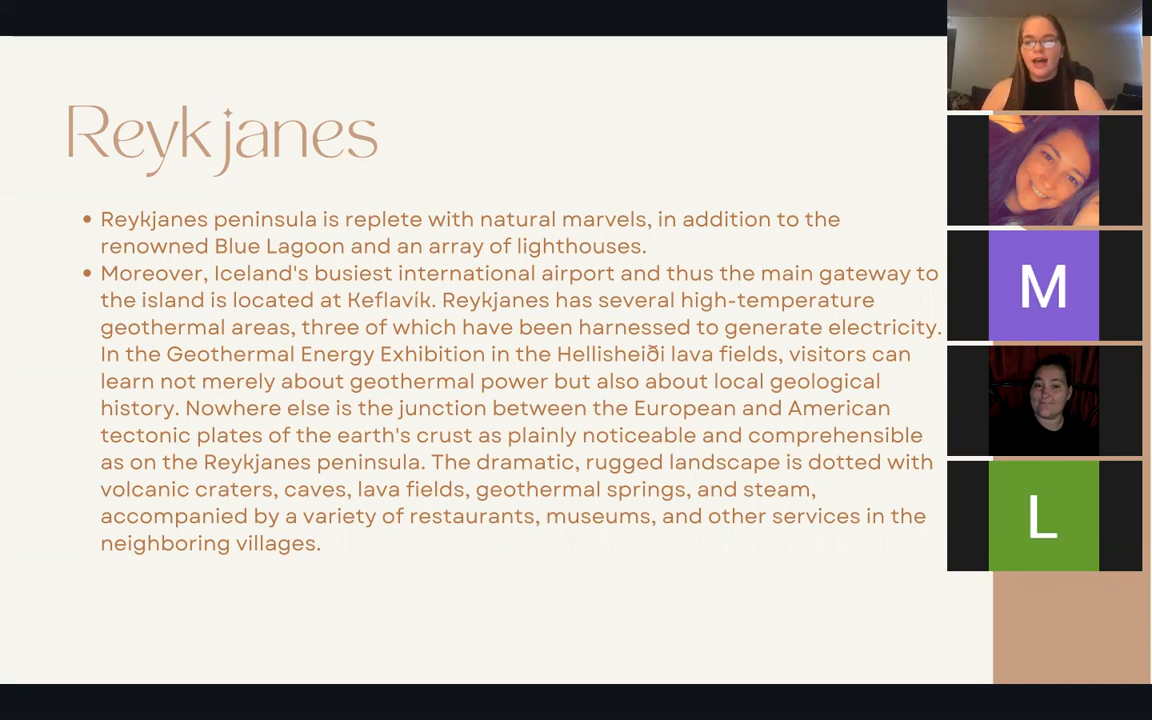 Reykjanes
Reykjanes peninsula is replete with natural marvels, in addition to the
renowned Blue Lagoon and an array of lighthouses.
Moreover, Iceland's busiest international airport and thus the main gateway to
the island is located at Keflavík. Reykjanes has several high-temperature
geothermal areas, three of which have been harnessed to generate electricity.
In the Geothermal Energy Exhibition in the Hellisheiði lava fields, visitors can
learn not merely about geothermal power but also about local geological
history. Nowhere else is the junction between the European and American
tectonic plates of the earth's crust as plainly noticeable and comprehensible
as on the Reykjanes peninsula. The dramatic, rugged landscape is dotted with
volcanic craters, caves, lava fields, geothermal springs, and steam,
accompanied by a variety of restaurants, museums, and other services in the
neighboring villages.
M
L